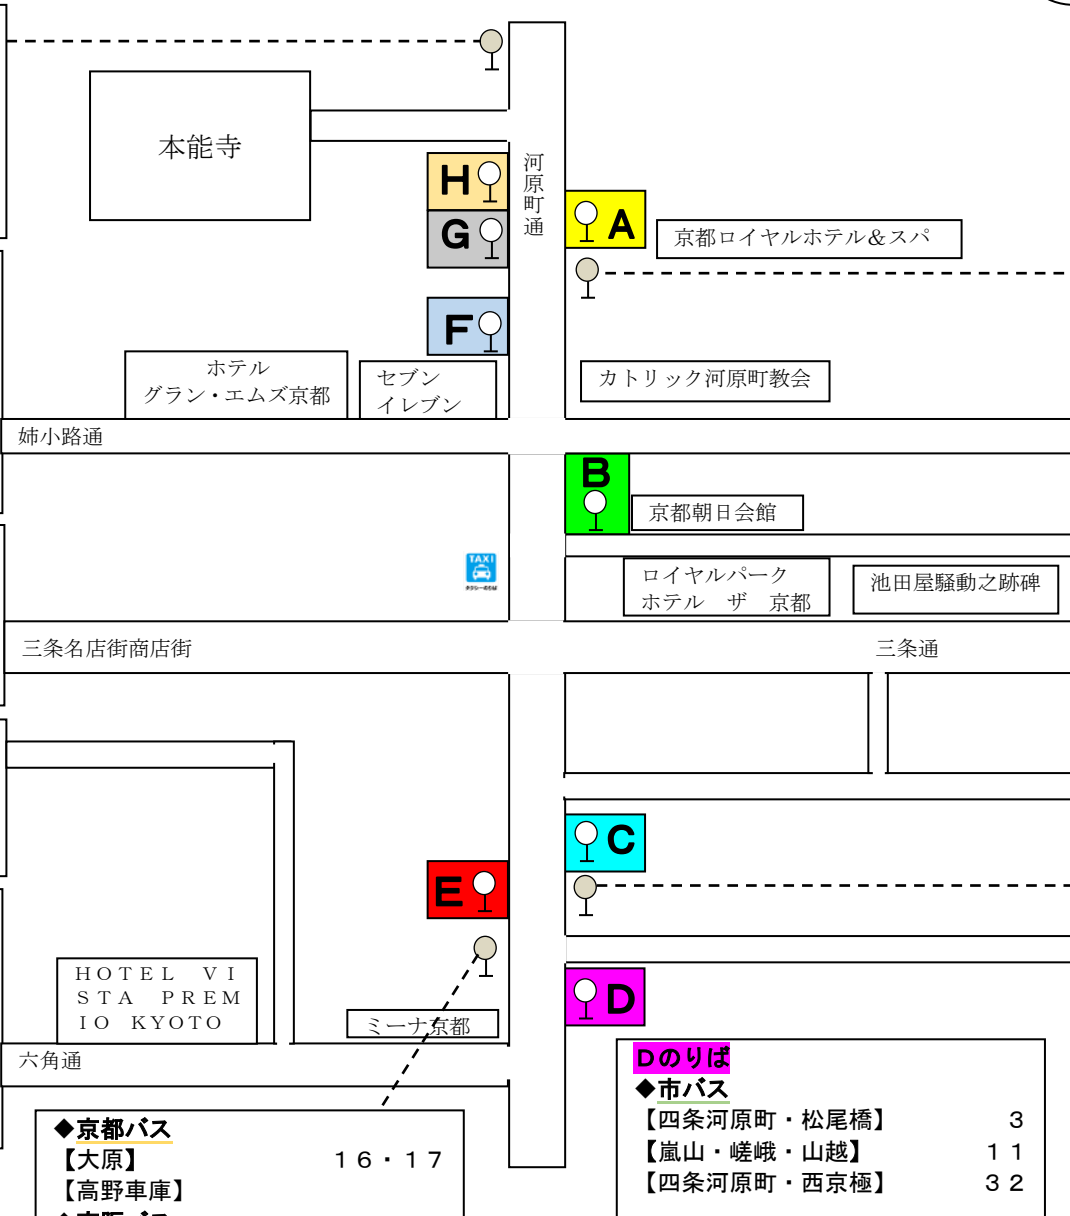 本能寺
河原町通
H
G
A
京都ロイヤルホテル＆スパ
F
ホテル
グラン・エムズ京都
セブン
イレブン
カトリック河原町教会
姉小路通
B
京都朝日会館
TAXI
ロイヤルパーク
ホテル　ザ　京都
池田屋騒動之跡碑
三条名店街商店街
三条通
C
E
D
ＨＯＴＥＬ　ＶＩ
ＳＴＡ　ＰＲＥＭ
ＩＯ　ＫＹＯＴＯ
ミーナ京都
六角通
◆京都バス
【大原】　１６・１７
【高野車庫】
Ｄのりば
◆市バス
【四条河原町・松尾橋】　３
【嵐山・嵯峨・山越】　１１
【四条河原町・西京極】　３２